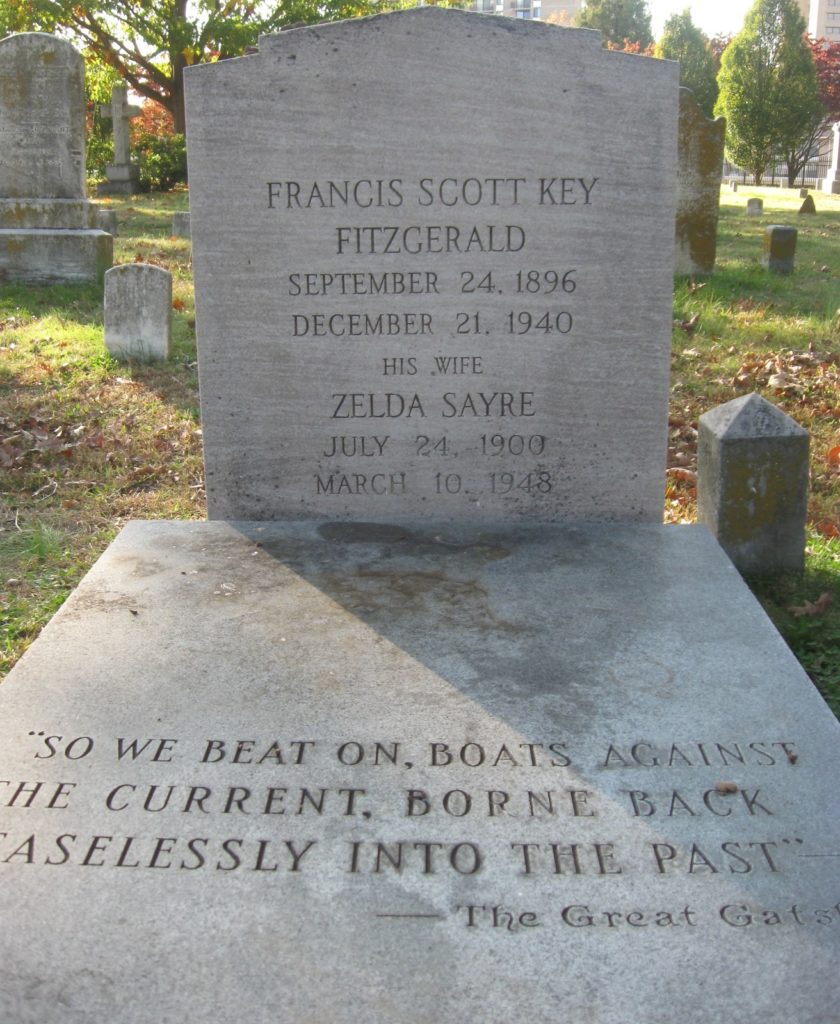 FRANCIS SCOTT KEY
FITZGERALD
SEPTEMBER 24, 1896
DECEMBER 21, 1940
HIS WIFE
ZELDA SAYRE
JULY 24, 1900
MARCH 10, 1948
"SO WE BEAT ON, BOATS AGAINST
THE CURRENT, BORNE BACK
EASELESSLY INTO THE PAST"—
— The Great Gats